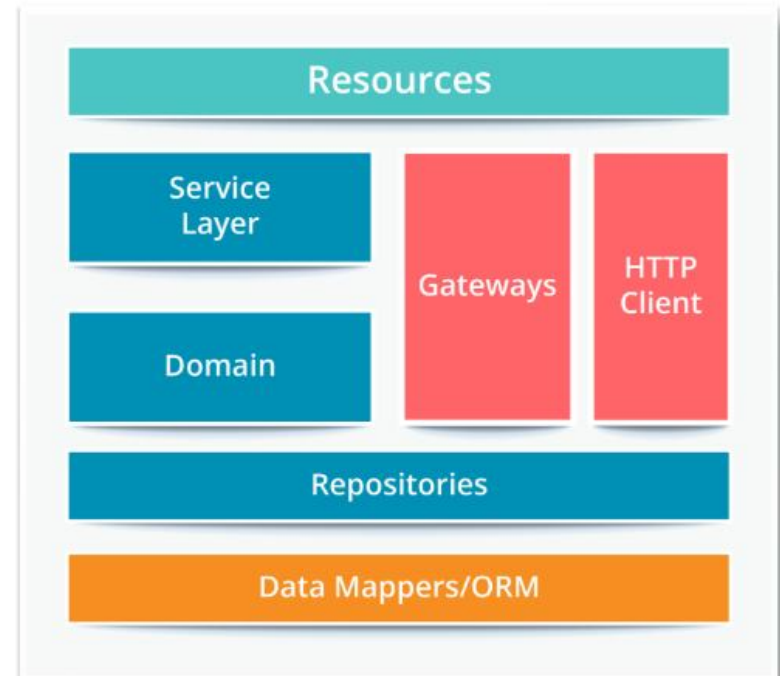 Resources
Service
Layer
Gateways
HTTP
Client
Domain
Repositories
Data Mappers/ORM